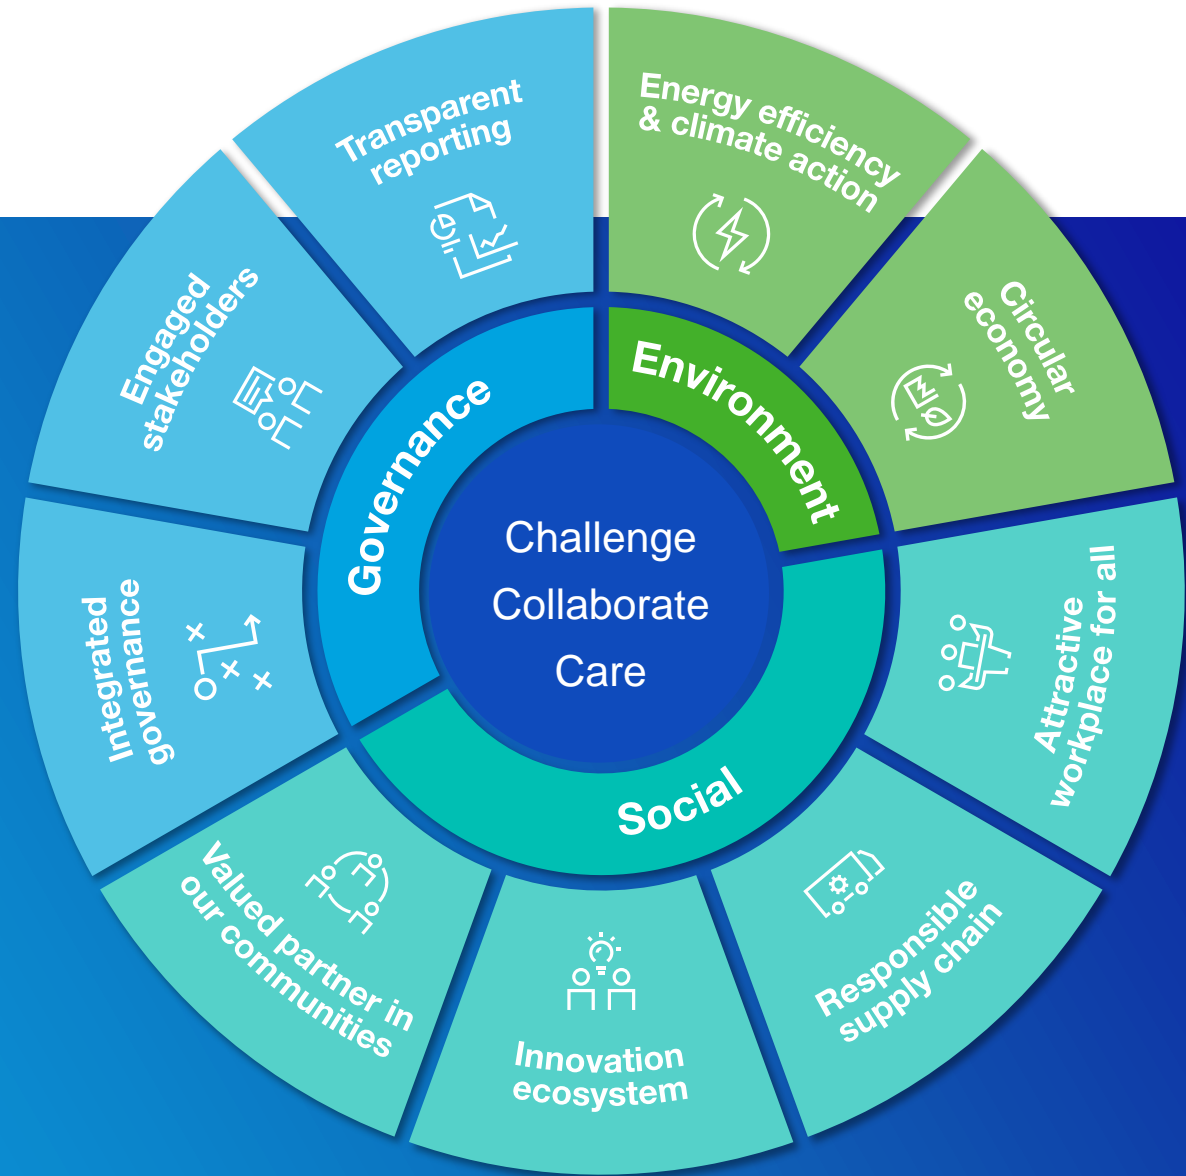 Energy efficiency
& climate action
Circular
economy
Attractive
workplace for all
Responsible
supply chain
Innovation
ecosystem
Valued partner in
our communities
Integrated
governance
Engaged
stakeholders
Transparent
reporting
Environment
Social
Governance
Challenge
Collaborate
Care